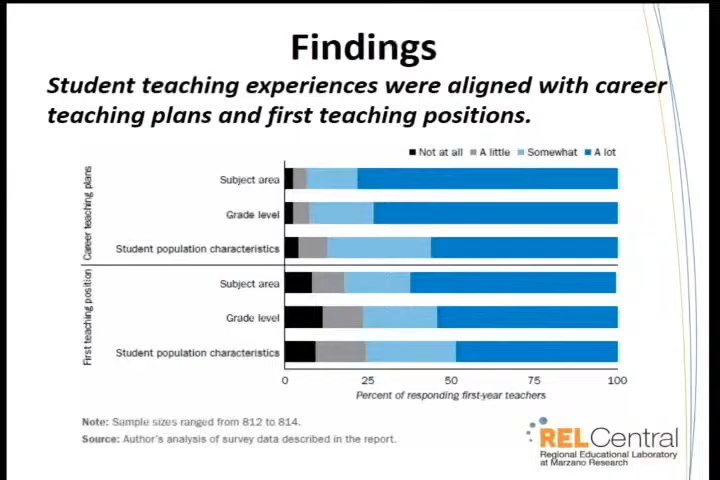 Findings
Student teaching experiences were aligned with career
teaching plans and first teaching positions.
Not at all A little Somewhat A lot
Career teaching plans
Subject area
Grade level
Student population characteristics
First teaching position
Subject area
Grade level
Student population characteristics
0 25 50 75 100
Percent of responding first-year teachers
Note: Sample sizes ranged from 812 to 814.
Source: Author's analysis of survey data described in the report.
RELCentral
Regional Educational Laboratory
at Marzano Research